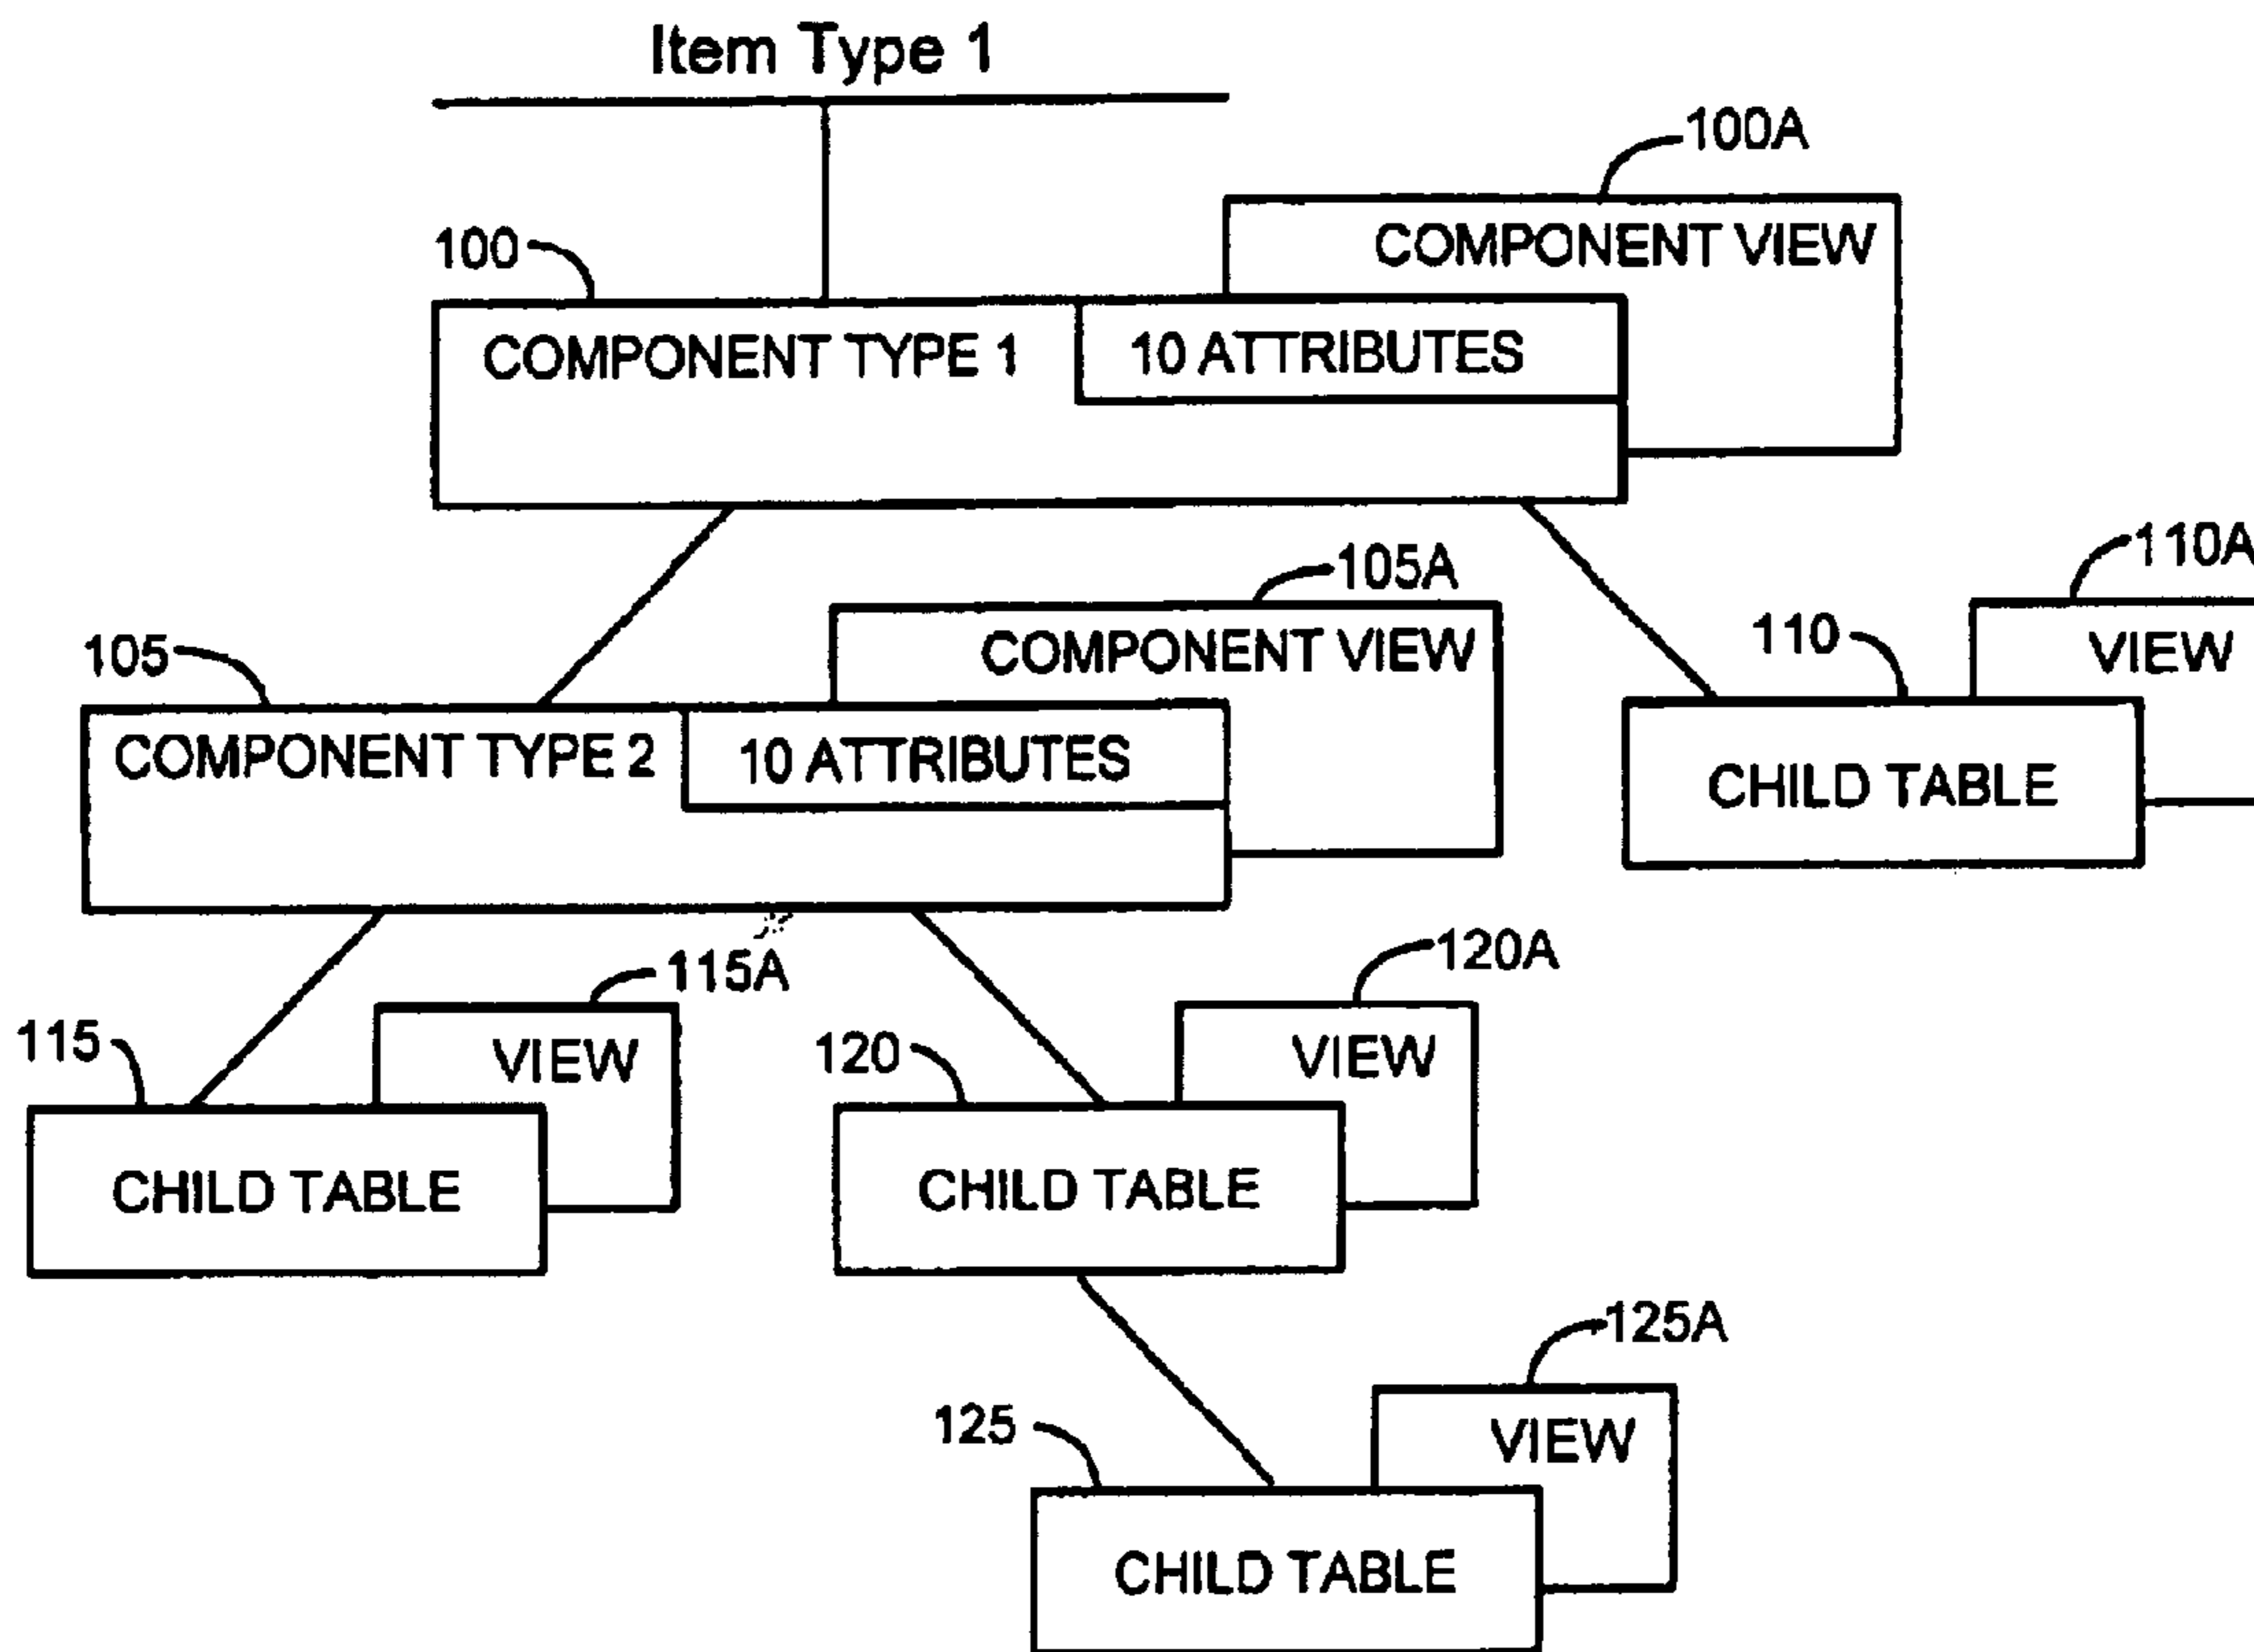 Item Type 1
100A
COMPONENT VIEW
100
COMPONENT TYPE 1
10 ATTRIBUTES
110A
105A
110
VIEW
105
COMPONENT VIEW
COMPONENT TYPE 2
10 ATTRIBUTES
CHILD TABLE
120A
115A
115
VIEW
120
VIEW
CHILD TABLE
CHILD TABLE
125A
125
VIEW
CHILD TABLE